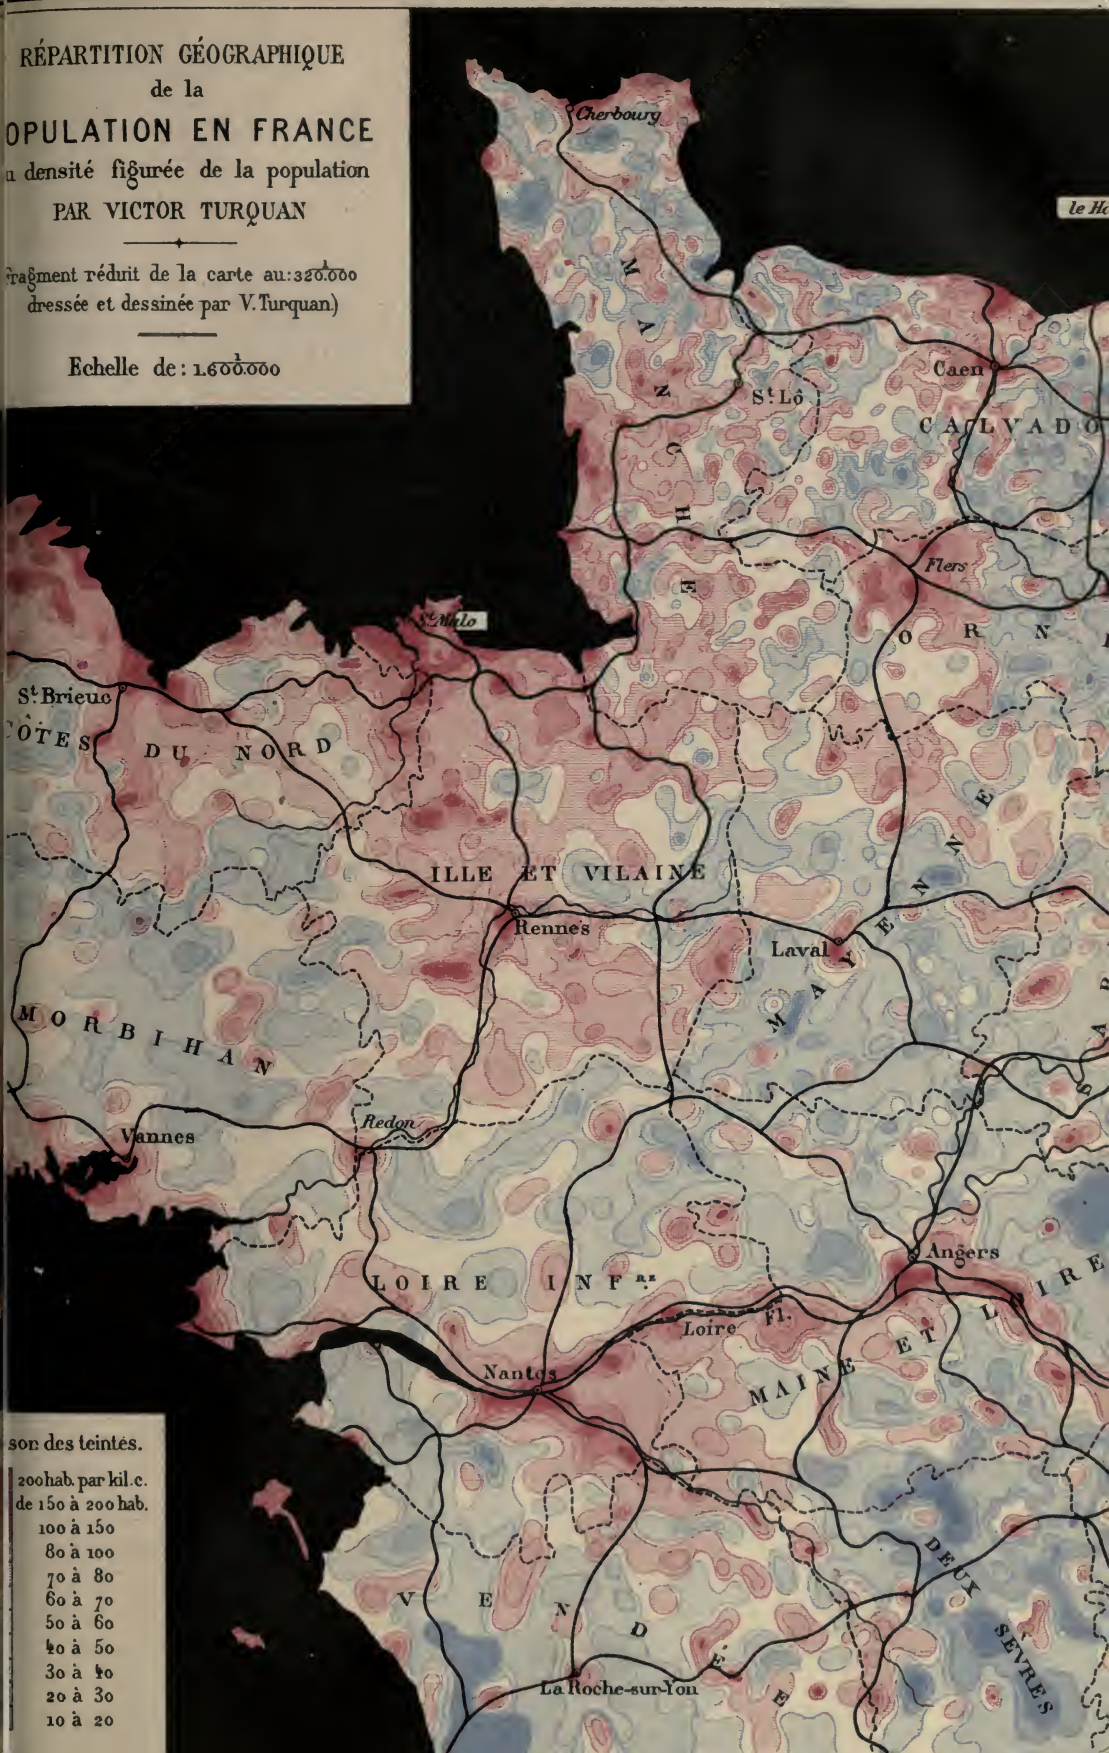 RÉPARTITION GÉOGRAPHIQUE
de la
OPULATION EN FRANCE
densité figurée de la population
PAR VICTOR TURQUAN
ragment réduit de la carte au: 1/320.000
dressée et dessinée par V. Turquan.)
Echelle de: 1/1.600.000
Cherbourg
le Ha
MANCHE
Caen
St. Lô
CALVADO
Flers
ORN
St. Malo
St. Brieuc
CÔTES DU NORD
ILLE ET VILAINE
Rennes
Laval
MAYENNE
MORBIHAN
Redon
Vannes
Angers
LOIRE INFre
Loire Fl.
MAINE ET LOIRE
Nantes
VENDÉE
La Roche-sur-Yon
DEUX SÈVRES
son des teintes.
200 hab. par kil. c.
de 150 à 200 hab.
100 à 150
80 à 100
70 à 80
60 à 70
50 à 60
40 à 50
30 à 40
20 à 30
10 à 20